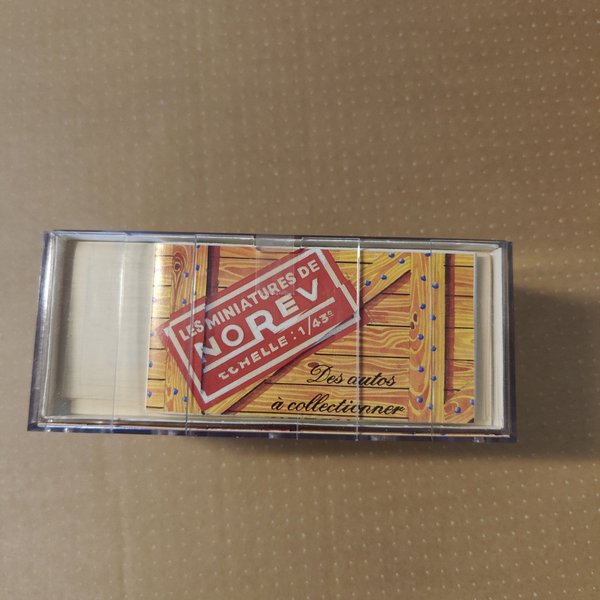 LES MINIATURES DE
NOREV
ECHELLE : 1/43e
Des autos
à collectionner